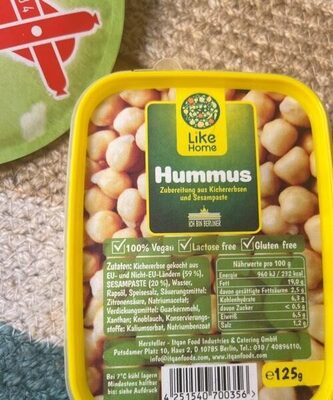 Like
Home
Hummus
Zubereitung aus Kichererbsen
und Sesampaste
ICH BIN BERLINER
100% Vegan Lactose free Gluten free
Zutaten: Kichererbse gekocht aus
EU- und Nicht-EU-Ländern (59 %),
SESAMPASTE (20 %), Wasser,
Rapsöl, Speisesalz, Säuerungsmittel:
Zitronensäure, Natriumacetat;
Verdickungsmittel: Guarkernmehl,
Xanthan; Knoblauch, Konservierungs-
stoffe: Kaliumsorbat, Natriumbenzoat
Nährwerte pro 100 g
Energie 960 kJ / 232 kcal
Fett 19,0 g
davon gesättigte Fettsäuren 2,5 g
Kohlenhydrate 6,3 g
davon Zucker < 0,5 g
Eiweiß 6,5 g
Salz 1,2 g
Hersteller - Itqan Food Industries & Catering GmbH
Potsdamer Platz 10, Haus 2, D 10785 Berlin, Tel.: 030 / 40896110,
www.itqanfoods.com, E-Mail: info@itqanfoods.com
Bei 7°C kühl lagern
Mindestens haltbar
bis: siehe
4251540700356
e125g